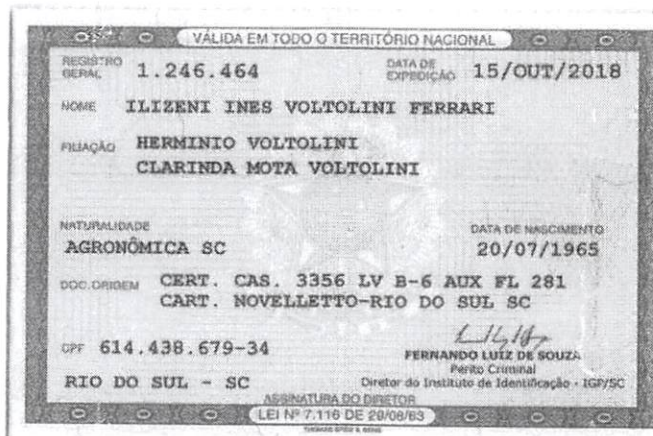 VÁLIDA EM TODO O TERRITÓRIO NACIONAL
REGISTRO GERAL 1.246.464 DATA DE EXPEDIÇÃO 15/OUT/2018
NOME ILIZENI INES VOLTOLINI FERRARI
FILIAÇÃO HERMINIO VOLTOLINI
CLARINDA MOTA VOLTOLINI
NATURALIDADE DATA DE NASCIMENTO
AGRONÔMICA SC 20/07/1965
DOC. ORIGEM CERT. CAS. 3356 LV B-6 AUX FL 281
CART. NOVELLETTO-RIO DO SUL SC
CPF 614.438.679-34
FERNANDO LUIZ DE SOUZA
Perito Criminal
RIO DO SUL - SC Diretor do Instituto de Identificação - IGP/SC
ASSINATURA DO DIRETOR
LEI Nº 7.116 DE 29/08/83